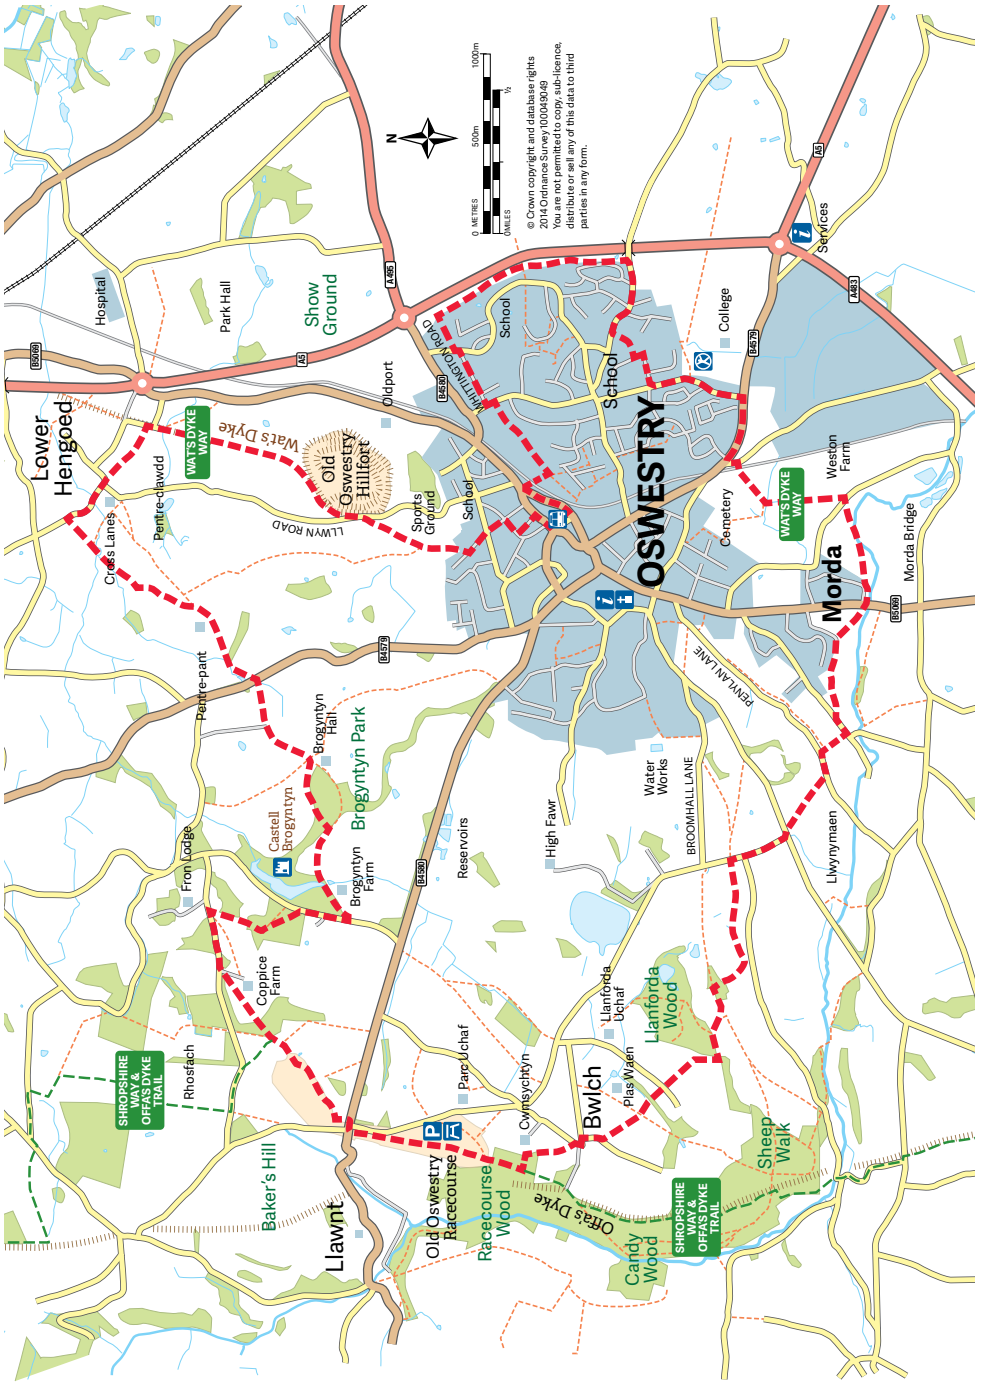 Lower
Hengoed
Hospital
Park Hall
Show
Ground
B5069
A5
A495
N
0 METRES
500m
1000m
0 MILES
½
© Crown copyright and database rights
2014 Ordnance Survey 100049049
You are not permitted to copy, sub-licence,
distribute or sell any of this data to third
parties in any form.
A5
Services
A483
WAT'S DYKE
WAY
Wat's Dyke
Pentre-clawdd
Cross Lanes
Old
Oswestry
Hillfort
LLWYN ROAD
Oldport
B4580
WHITTINGTON ROAD
School
School
College
B4579
Sports
Ground
School
OSWESTRY
Cemetery
WAT'S DYKE
WAY
Weston
Farm
Morda
Morda Bridge
B5069
B4579
Pentre-pant
Brogyntyn
Hall
Brogyntyn Park
Castell
Brogyntyn
Fron Lodge
Brogyntyn
Farm
B4580
Reservoirs
High Fawr
Water
Works
BROOMHALL LANE
PENYLAN LANE
Llwynymaen
Coppice
Farm
Rhosfach
SHROPSHIRE
WAY &
OFFA'S DYKE
TRAIL
Parc Uchaf
Llanforda
Uchaf
Llanforda
Wood
Cwmsychtyn
Plas Waen
Bwlch
P
Baker's Hill
Llawnt
Old Oswestry
Racecourse
Racecourse
Wood
Offa's Dyke
Candy
Wood
SHROPSHIRE
WAY &
OFFA'S DYKE
TRAIL
Sheep
Walk